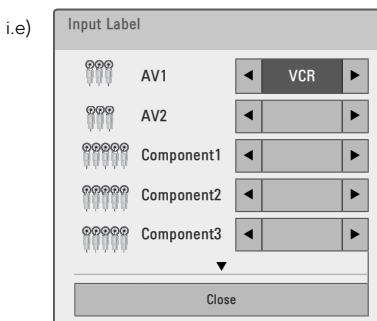 i.e)
Input Label
AV1 ◀ VCR ▶
AV2 ◀ ▶
Component1 ◀ ▶
Component2 ◀ ▶
Component3 ◀ ▶
▼
Close